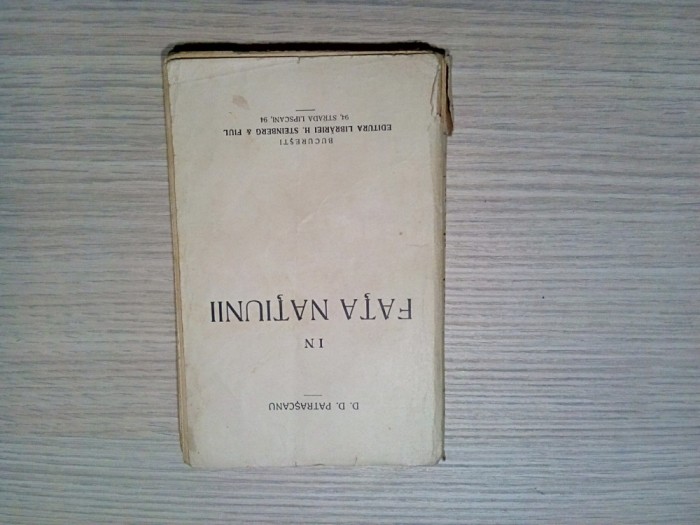 D. D. PATRAȘCANU
IN
FAȚA NAȚIUNII
BUCUREȘTI
EDITURA LIBRĂRIEI H. STEINBERG & FIUL
94, STRADA LIPSCANI, 94